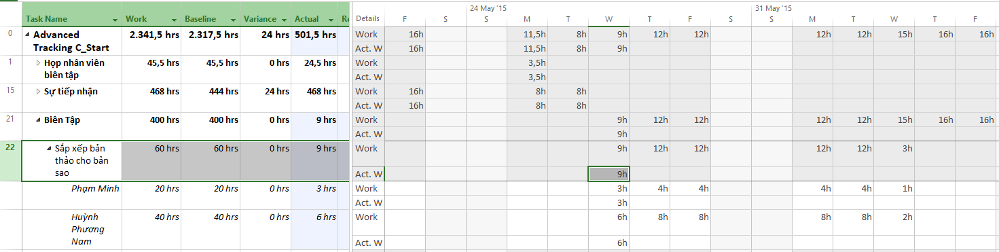 24 May '15 31 May '15
Task Name Work Baseline Variance Actual Re Details F S S M T W T F S S M T W T F
0 Advanced 2.341,5 hrs 2.317,5 hrs 24 hrs 501,5 hrs Work 16h 11,5h 8h 9h 12h 12h 12h 12h 15h 16h 16h
Tracking C_Start Act. W 16h 11,5h 8h 9h
1 Họp nhân viên 45,5 hrs 45,5 hrs 0 hrs 24,5 hrs Work 3,5h
biên tập Act. W 3,5h
15 Sự tiếp nhận 468 hrs 444 hrs 24 hrs 468 hrs Work 16h 8h 8h
Act. W 16h 8h 8h
21 Biên Tập 400 hrs 400 hrs 0 hrs 9 hrs Work 9h 12h 12h 12h 12h 15h 16h 16h
Act. W 9h
22 Sắp xếp bản 60 hrs 60 hrs 0 hrs 9 hrs Work 9h 12h 12h 12h 12h 3h
thảo cho bản
sao Act. W 9h
Phạm Minh 20 hrs 20 hrs 0 hrs 3 hrs Work 3h 4h 4h 4h 4h 1h
Act. W 3h
Huỳnh 40 hrs 40 hrs 0 hrs 6 hrs Work 6h 8h 8h 8h 8h 2h
Phương
Nam Act. W 6h